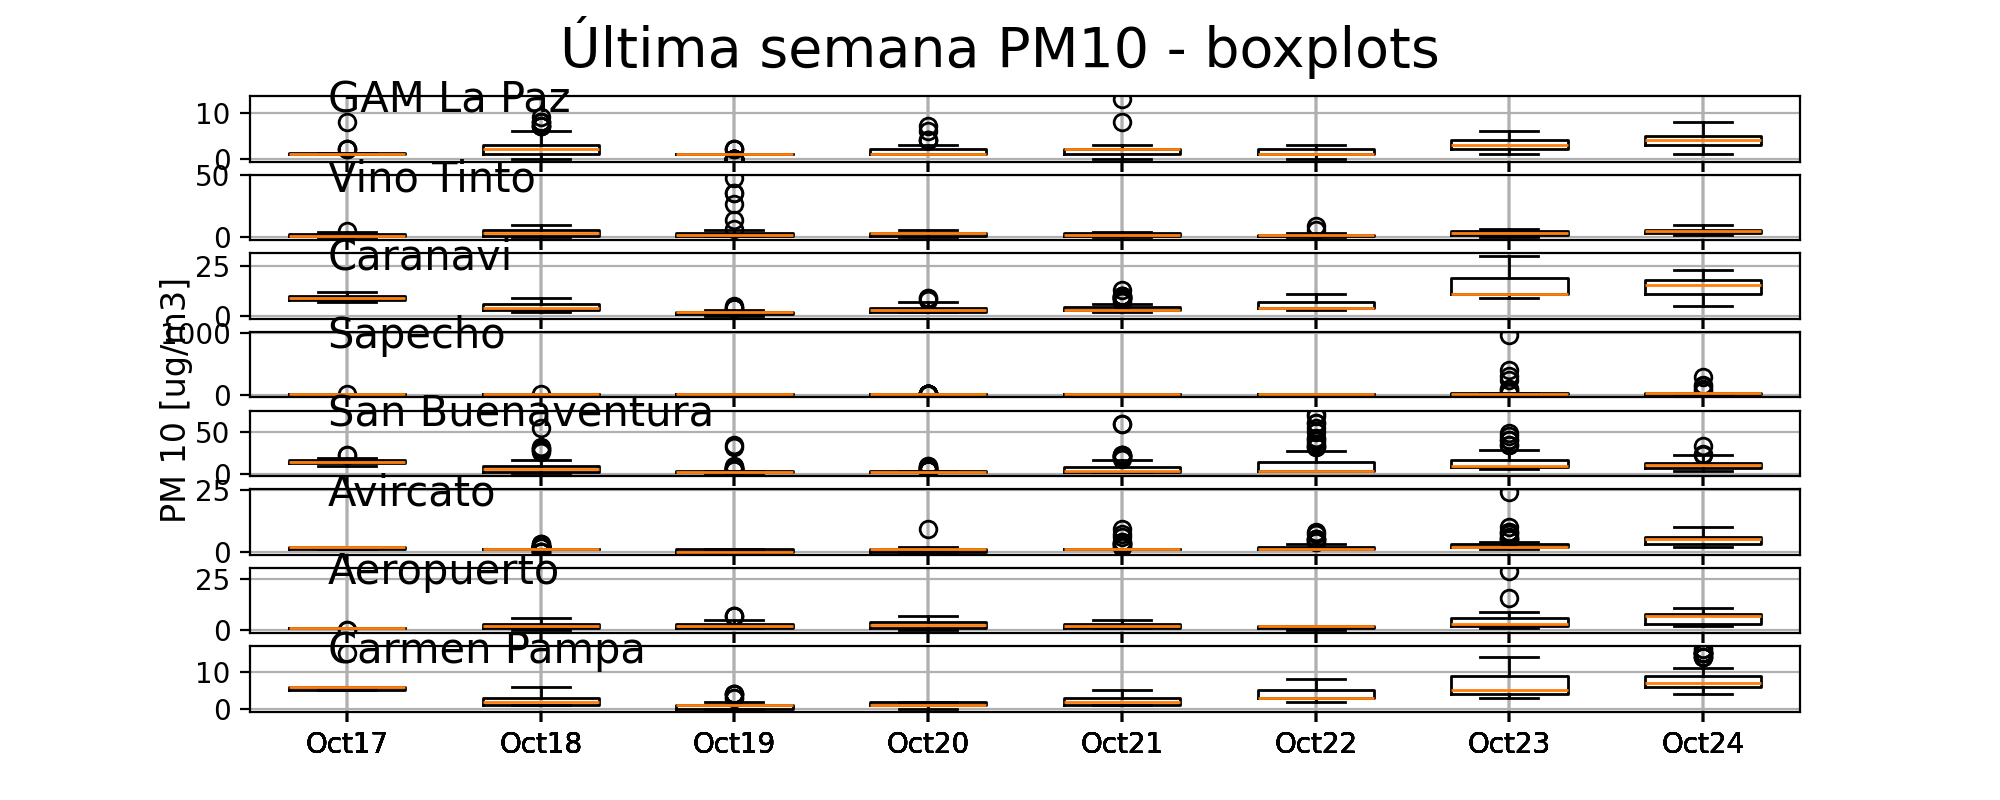 Última semana PM10 - boxplots
GAM La Paz
10
0
Vino Tinto
50
0
Caranavi
25
0
PM 10 [ug/m3]
Sapecho
1000
0
San Buenaventura
50
0
Avircato
25
0
Aeropuerto
25
0
Carmen Pampa
10
0
Oct17 Oct18 Oct19 Oct20 Oct21 Oct22 Oct23 Oct24